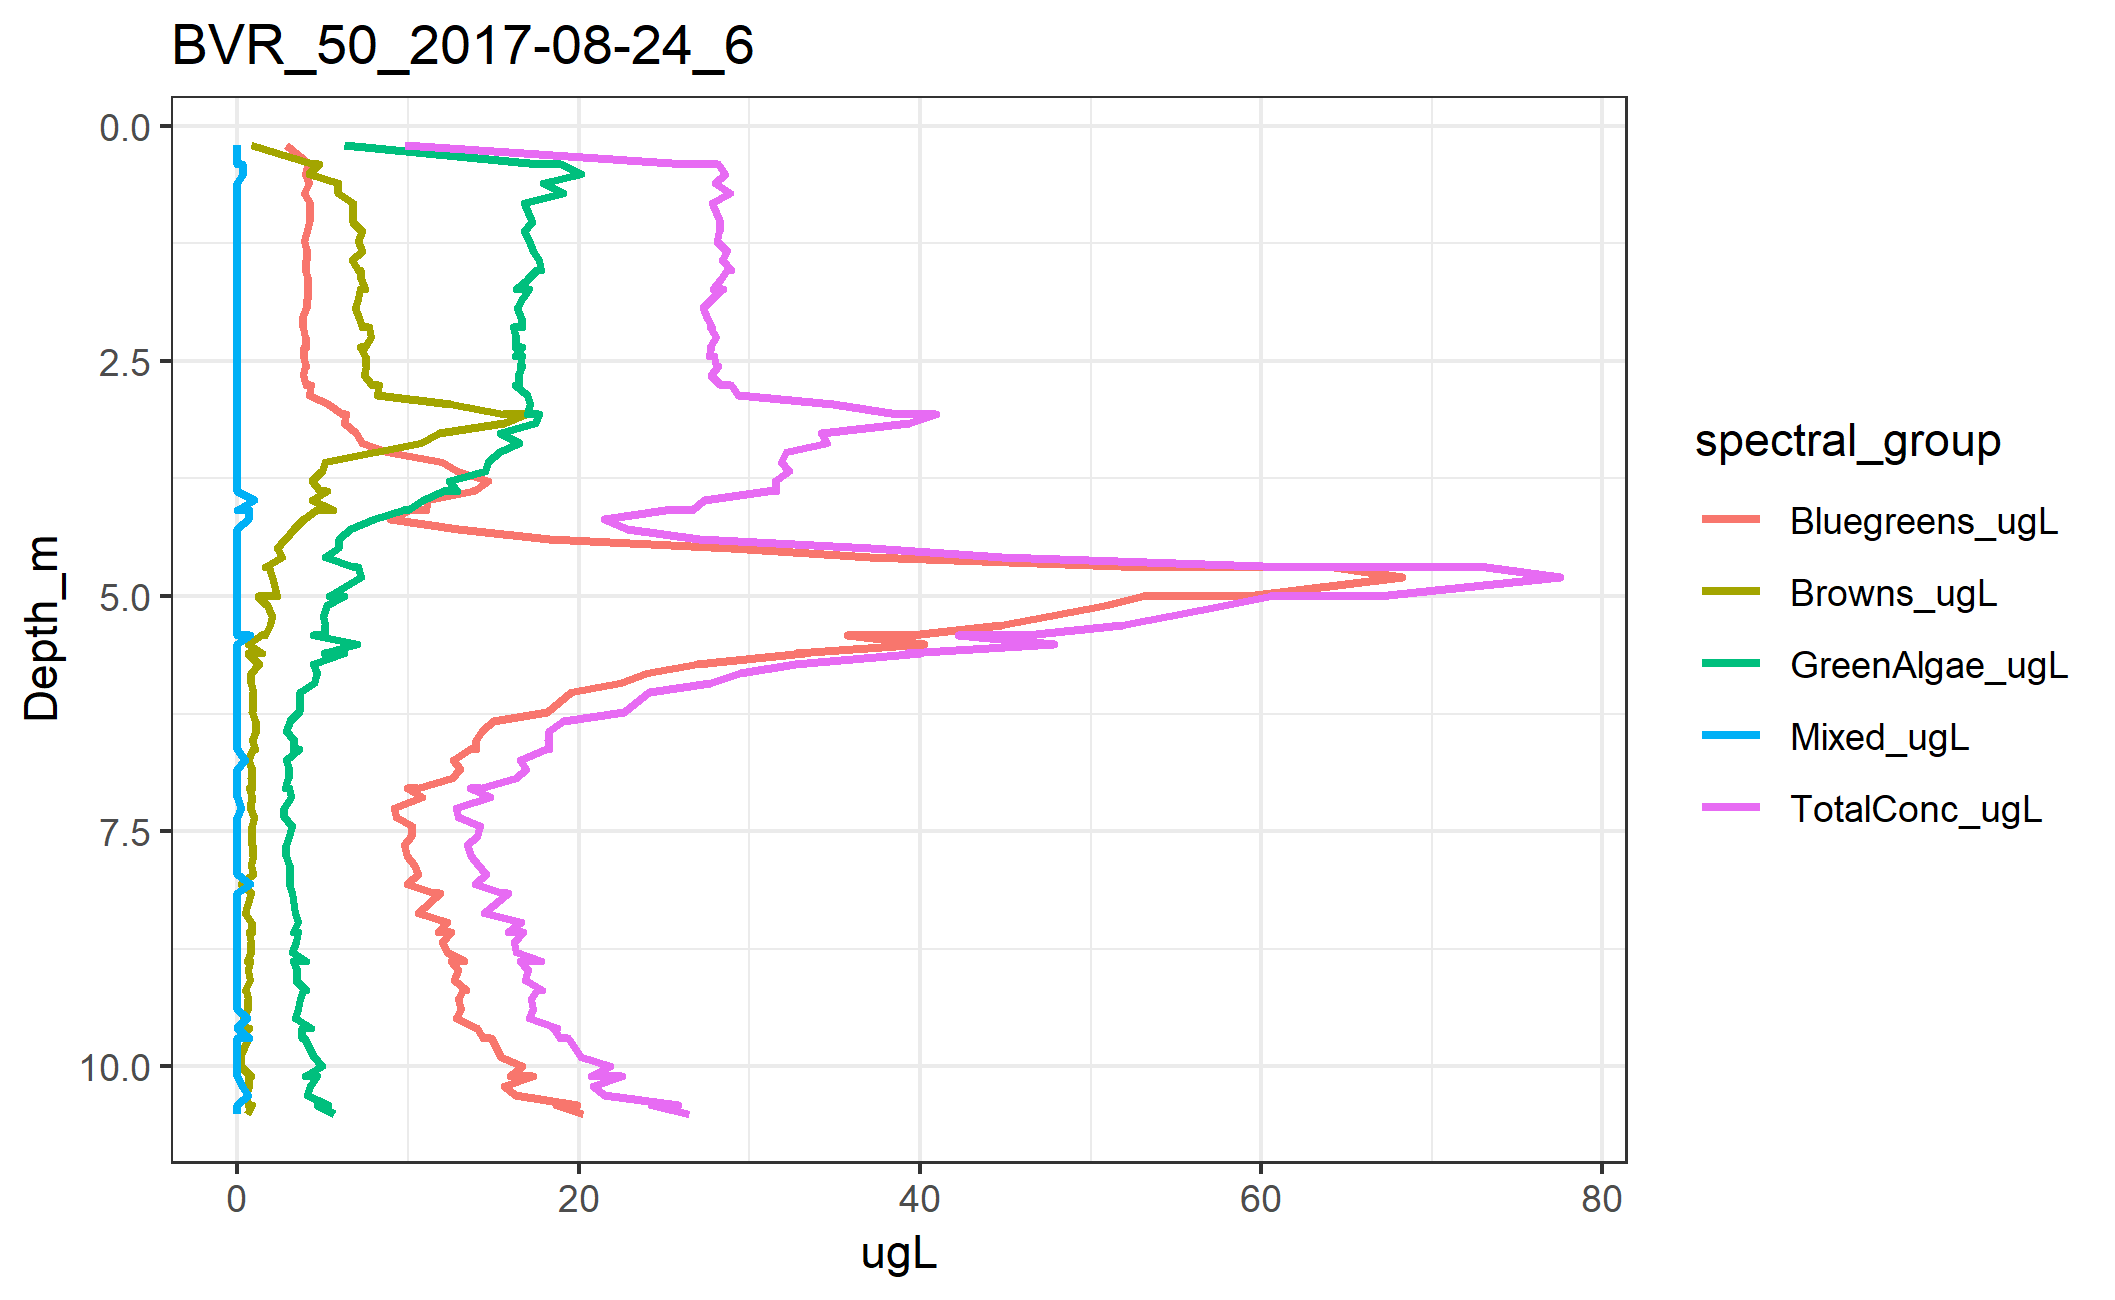 BVR_50_2017-08-24_6
0.0
2.5
5.0
7.5
10.0
Depth_m
0 20 40 60 80
ugL
spectral_group
Bluegreens_ugL
Browns_ugL
GreenAlgae_ugL
Mixed_ugL
TotalConc_ugL